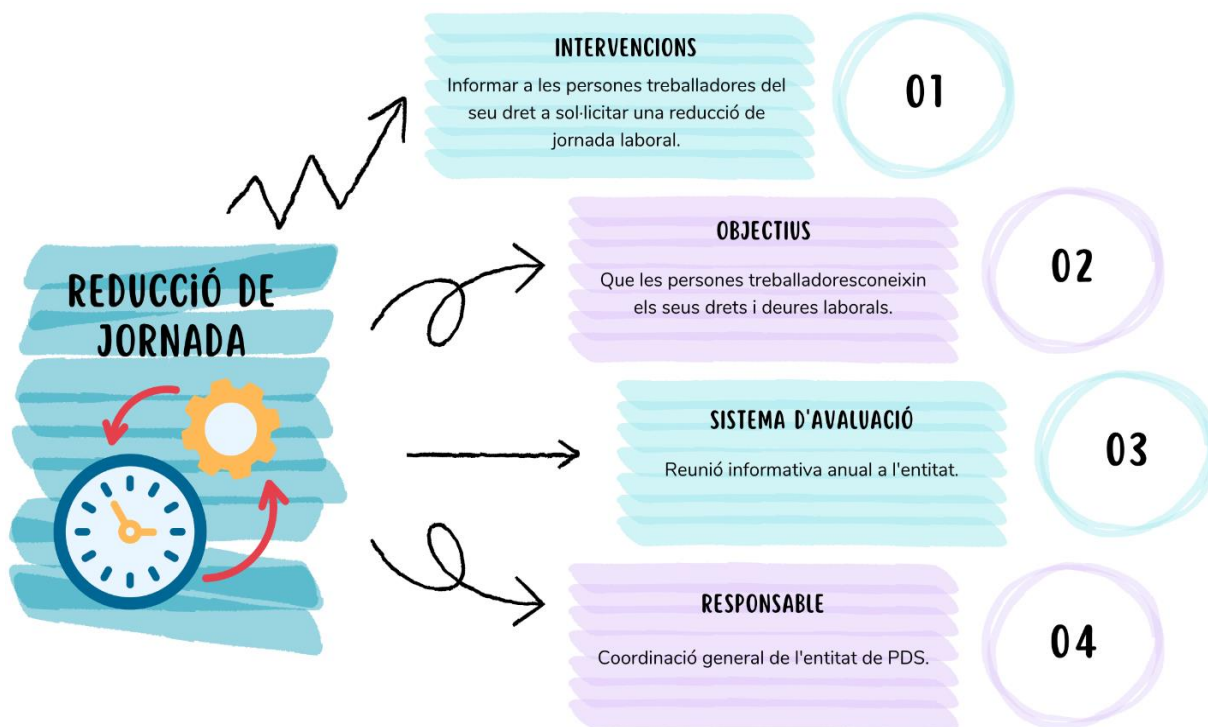 REDUCCIÓ DE
JORNADA
INTERVENCIONS
Informar a les persones treballadores del
seu dret a sol·licitar una reducció de
jornada laboral.
01
OBJECTIUS
Que les persones treballadoresconeixin
els seus drets i deures laborals.
02
SISTEMA D'AVALUACIÓ
Reunió informativa anual a l'entitat.
03
RESPONSABLE
Coordinació general de l'entitat de PDS.
04